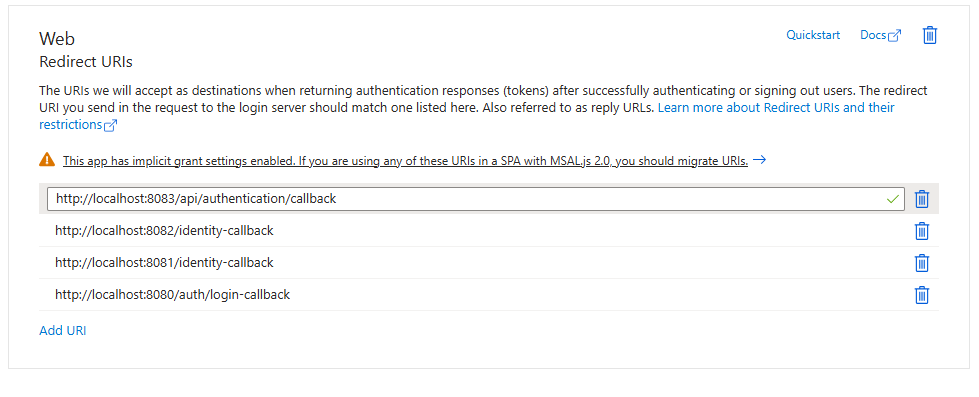 Web
Quickstart
Docs
Redirect URIs
The URIs we will accept as destinations when returning authentication responses (tokens) after successfully authenticating or signing out users. The redirect
URI you send in the request to the login server should match one listed here. Also referred to as reply URLs. Learn more about Redirect URIs and their
restrictions
This app has implicit grant settings enabled. If you are using any of these URIs in a SPA with MSAL.js 2.0, you should migrate URIs.
http://localhost:8083/api/authentication/callback
http://localhost:8082/identity-callback
http://localhost:8081/identity-callback
http://localhost:8080/auth/login-callback
Add URI